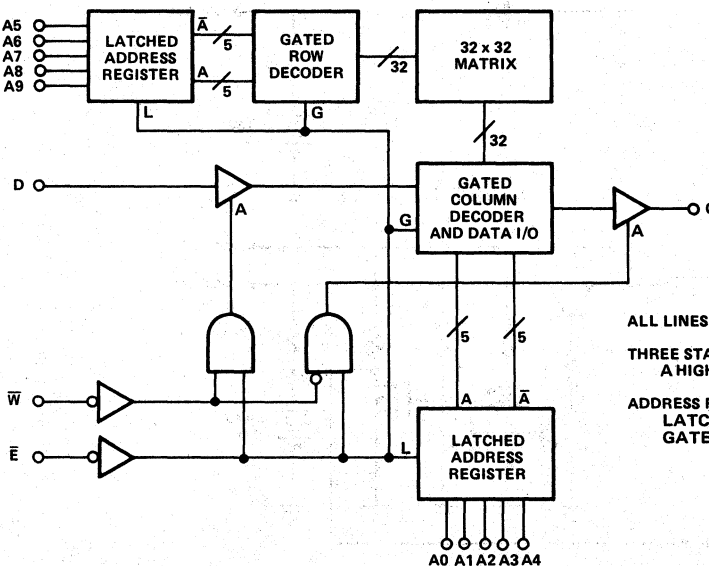 A5
A6
A7
A8
A9
LATCHED
ADDRESS
REGISTER
L
A̅
5
A
5
GATED
ROW
DECODER
G
32
32 x 32
MATRIX
32
D
A
G
GATED
COLUMN
DECODER
AND DATA I/O
A
5
5
ALL LINES
THREE STA
A HIGH
ADDRESS
LATC
GATE
W̅
E̅
A
A̅
L
LATCHED
ADDRESS
REGISTER
A0 A1 A2 A3 A4